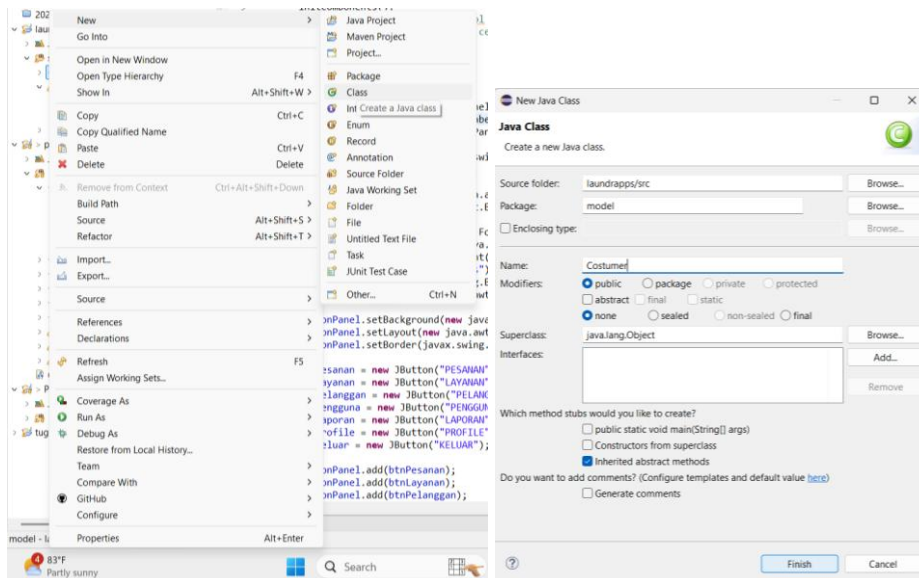 202
New >
Go Into
Open in New Window
Open Type Hierarchy F4
Show In Alt+Shift+W >
Copy Ctrl+C
Copy Qualified Name
Paste Ctrl+V
Delete Delete
Remove from Context Ctrl+Alt+Shift+Down
Build Path >
Source Alt+Shift+S >
Refactor Alt+Shift+T >
Import...
Export...
Source >
References >
Declarations >
Refresh F5
Assign Working Sets...
Coverage As >
Run As >
Debug As >
Restore from Local History...
Team >
Compare With >
GitHub >
Configure >
Properties Alt+Enter
Java Project
Maven Project
Project...
Package
Class
Int
Create a Java class
Enum
Record
Annotation
Source Folder
Java Working Set
Folder
File
Untitled Text File
Task
JUnit Test Case
Other... Ctrl+N
onPanel.setBackground(new java
onPanel.setLayout(new java.awt
onPanel.setBorder(javax.swing.
esanan = new JButton("PESANAN"
ayanan = new JButton("LAYANAN"
elanggan = new JButton("PELANG
engguna = new JButton("PENGGUN
aporan = new JButton("LAPORAN"
rofile = new JButton("PROFILE"
eluar = new JButton("KELUAR");
onPanel.add(btnPesanan);
onPanel.add(btnLayanan);
onPanel.add(btnPelanggan);
4
83°F
Partly sunny
Search
New Java Class
Java Class
Create a new Java class.
Source folder: laundrapps/src Browse...
Package: model Browse...
Enclosing type: Browse...
Name: Costumer
Modifiers: public package private protected
abstract final static
none sealed non-sealed final
Superclass: java.lang.Object Browse...
Interfaces: Add...
Remove
Which method stubs would you like to create?
public static void main(String[] args)
Constructors from superclass
Inherited abstract methods
Do you want to add comments? (Configure templates and default value here)
Generate comments
Finish Cancel